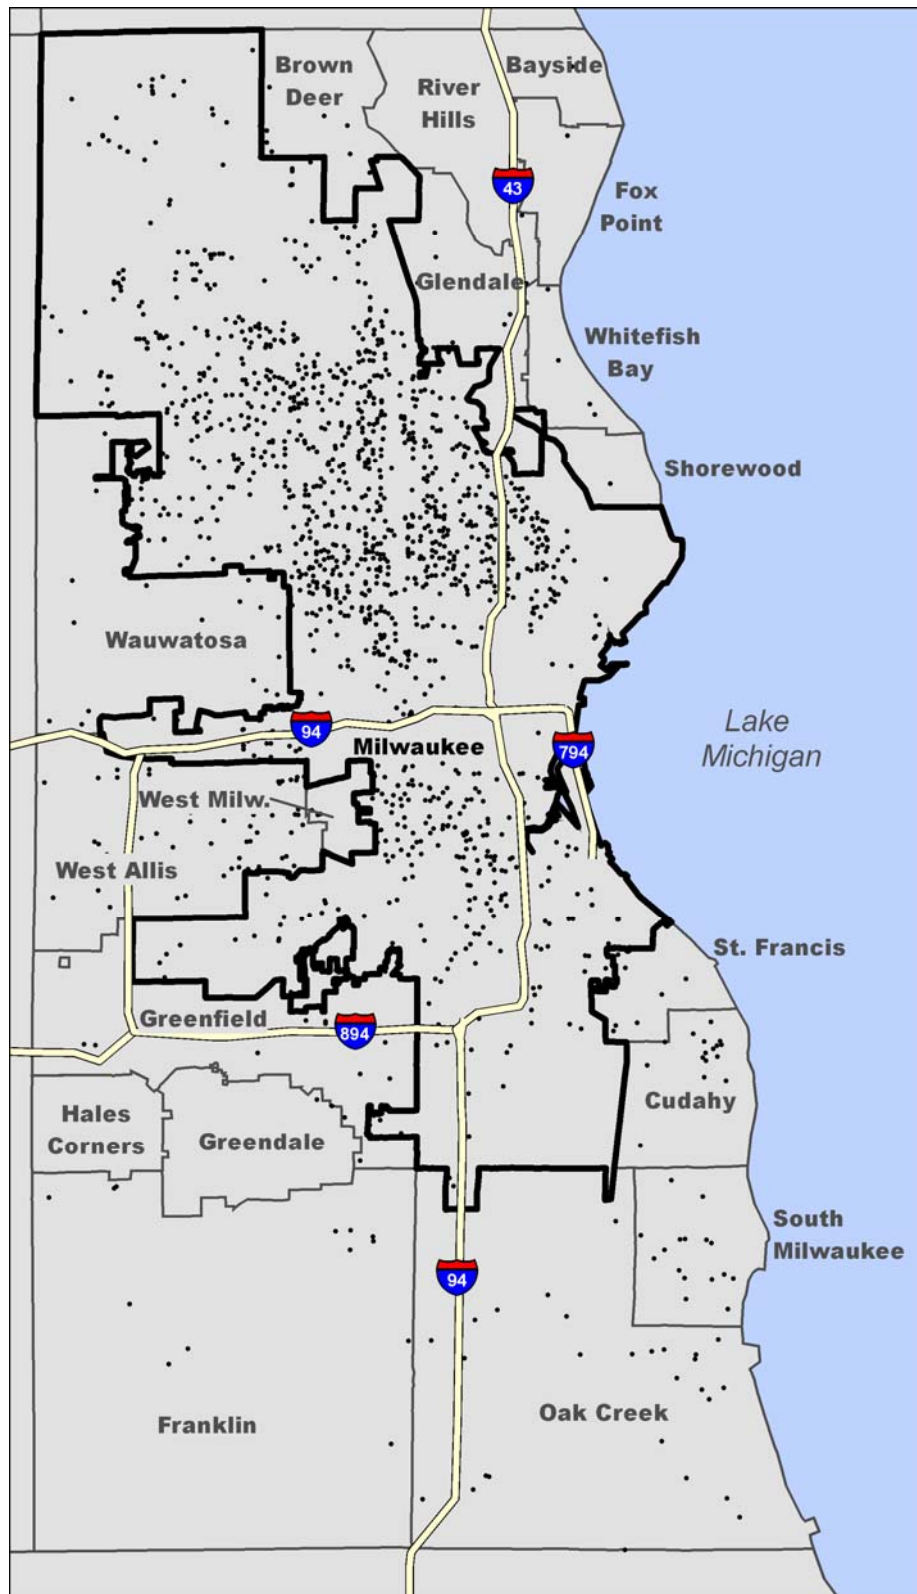 Brown
Deer
River
Hills
Bayside
43
Fox
Point
Glendale
Whitefish
Bay
Shorewood
Wauwatosa
94
Milwaukee
794
Lake
Michigan
West Milw.
West Allis
St. Francis
Greenfield
894
Cudahy
Hales
Corners
Greendale
South
Milwaukee
94
Franklin
Oak Creek